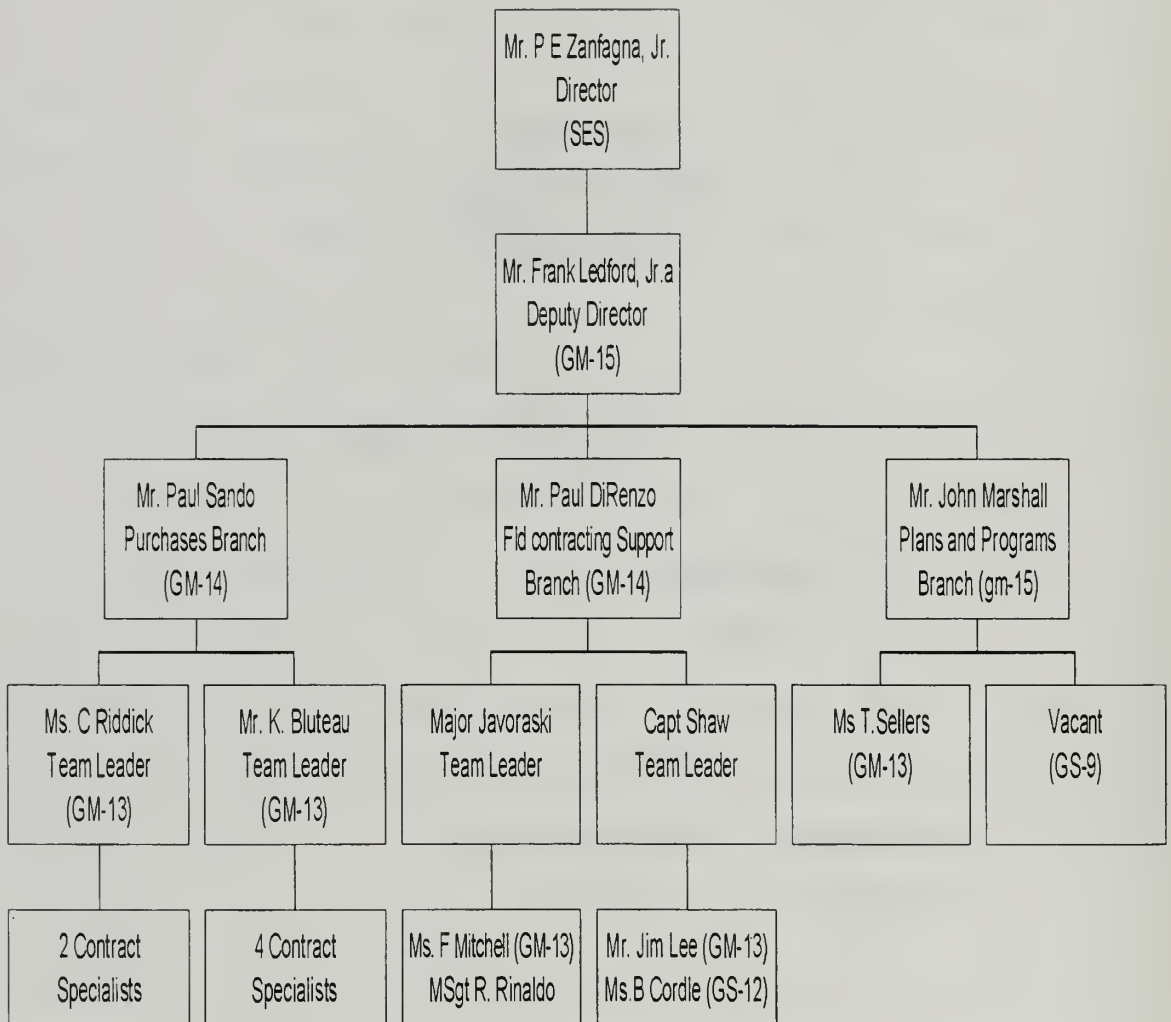 Mr. P E Zanfagna, Jr.
Director
(SES)
Mr. Frank Ledford, Jr.a
Deputy Director
(GM-15)
Mr. Paul Sando
Purchases Branch
(GM-14)
Mr. Paul DiRenzo
Fld contracting Support
Branch (GM-14)
Mr. John Marshall
Plans and Programs
Branch (gm-15)
Ms. C Riddick
Team Leader
(GM-13)
Mr. K. Bluteau
Team Leader
(GM-13)
Major Javoraski
Team Leader
Capt Shaw
Team Leader
Ms T.Sellers
(GM-13)
Vacant
(GS-9)
2 Contract
Specialists
4 Contract
Specialists
Ms. F Mitchell (GM-13)
MSgt R. Rinaldo
Mr. Jim Lee (GM-13)
Ms.B Cordle (GS-12)